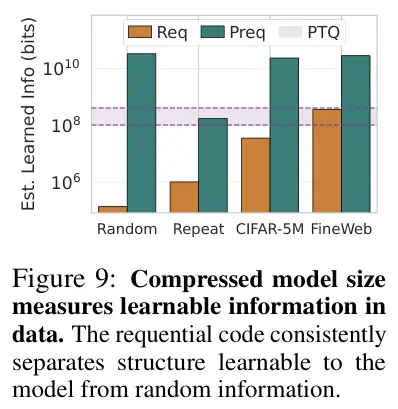 Req Preq PTQ
Est. Learned Info (bits)
10^10
10^8
10^6
Random Repeat CIFAR-5M FineWeb
Figure 9: Compressed model size
measures learnable information in
data. The requential code consistently
separates structure learnable to the
model from random information.